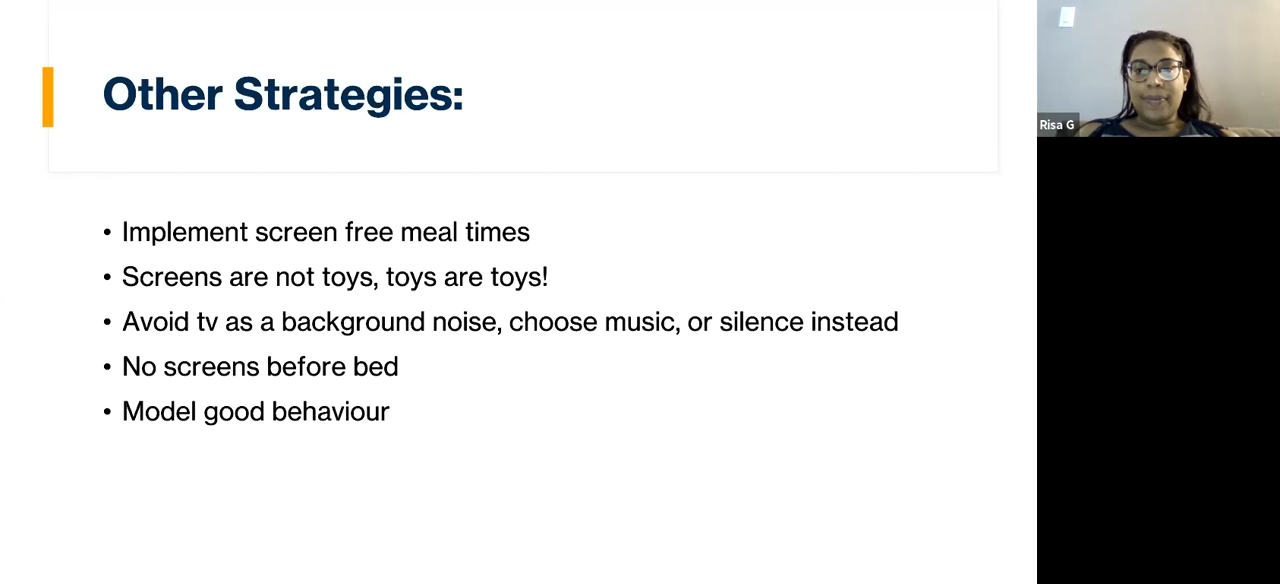 Other Strategies:
• Implement screen free meal times
• Screens are not toys, toys are toys!
• Avoid tv as a background noise, choose music, or silence instead
• No screens before bed
• Model good behaviour
Risa G